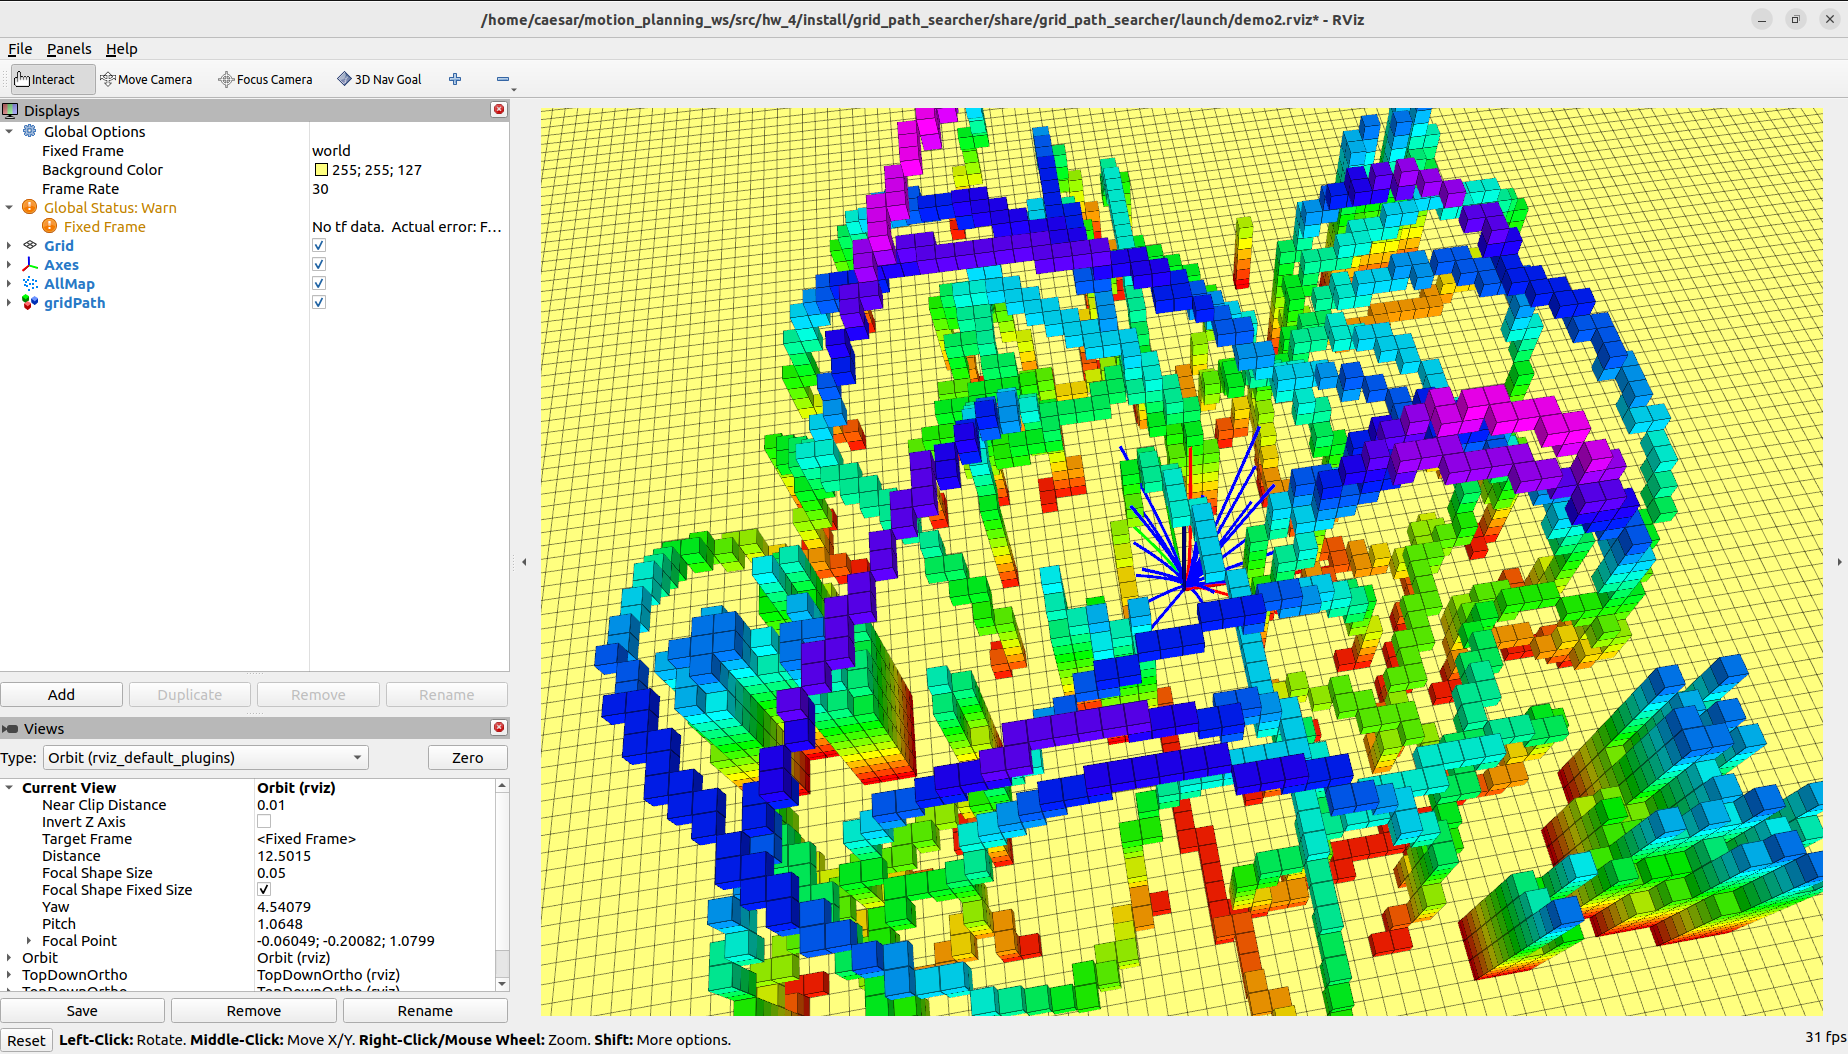 /home/caesar/motion_planning_ws/src/hw_4/install/grid_path_searcher/share/grid_path_searcher/launch/demo2.rviz* - RViz
File Panels Help
Interact Move Camera Focus Camera 3D Nav Goal
Displays
Global Options
Fixed Frame world
Background Color 255; 255; 127
Frame Rate 30
Global Status: Warn
Fixed Frame No tf data. Actual error: F...
Grid
Axes
AllMap
gridPath
Add Duplicate Remove Rename
Views
Type: Orbit (rviz_default_plugins) Zero
Current View Orbit (rviz)
Near Clip Distance 0.01
Invert Z Axis
Target Frame <Fixed Frame>
Distance 12.5015
Focal Shape Size 0.05
Focal Shape Fixed Size
Yaw 4.54079
Pitch 1.0648
Focal Point -0.06049; -0.20082; 1.0799
Orbit Orbit (rviz)
TopDownOrtho TopDownOrtho (rviz)
TopDownOrtho TopDownOrtho (rviz)
Save Remove Rename
Reset Left-Click: Rotate. Middle-Click: Move X/Y. Right-Click/Mouse Wheel: Zoom. Shift: More options. 31 fps